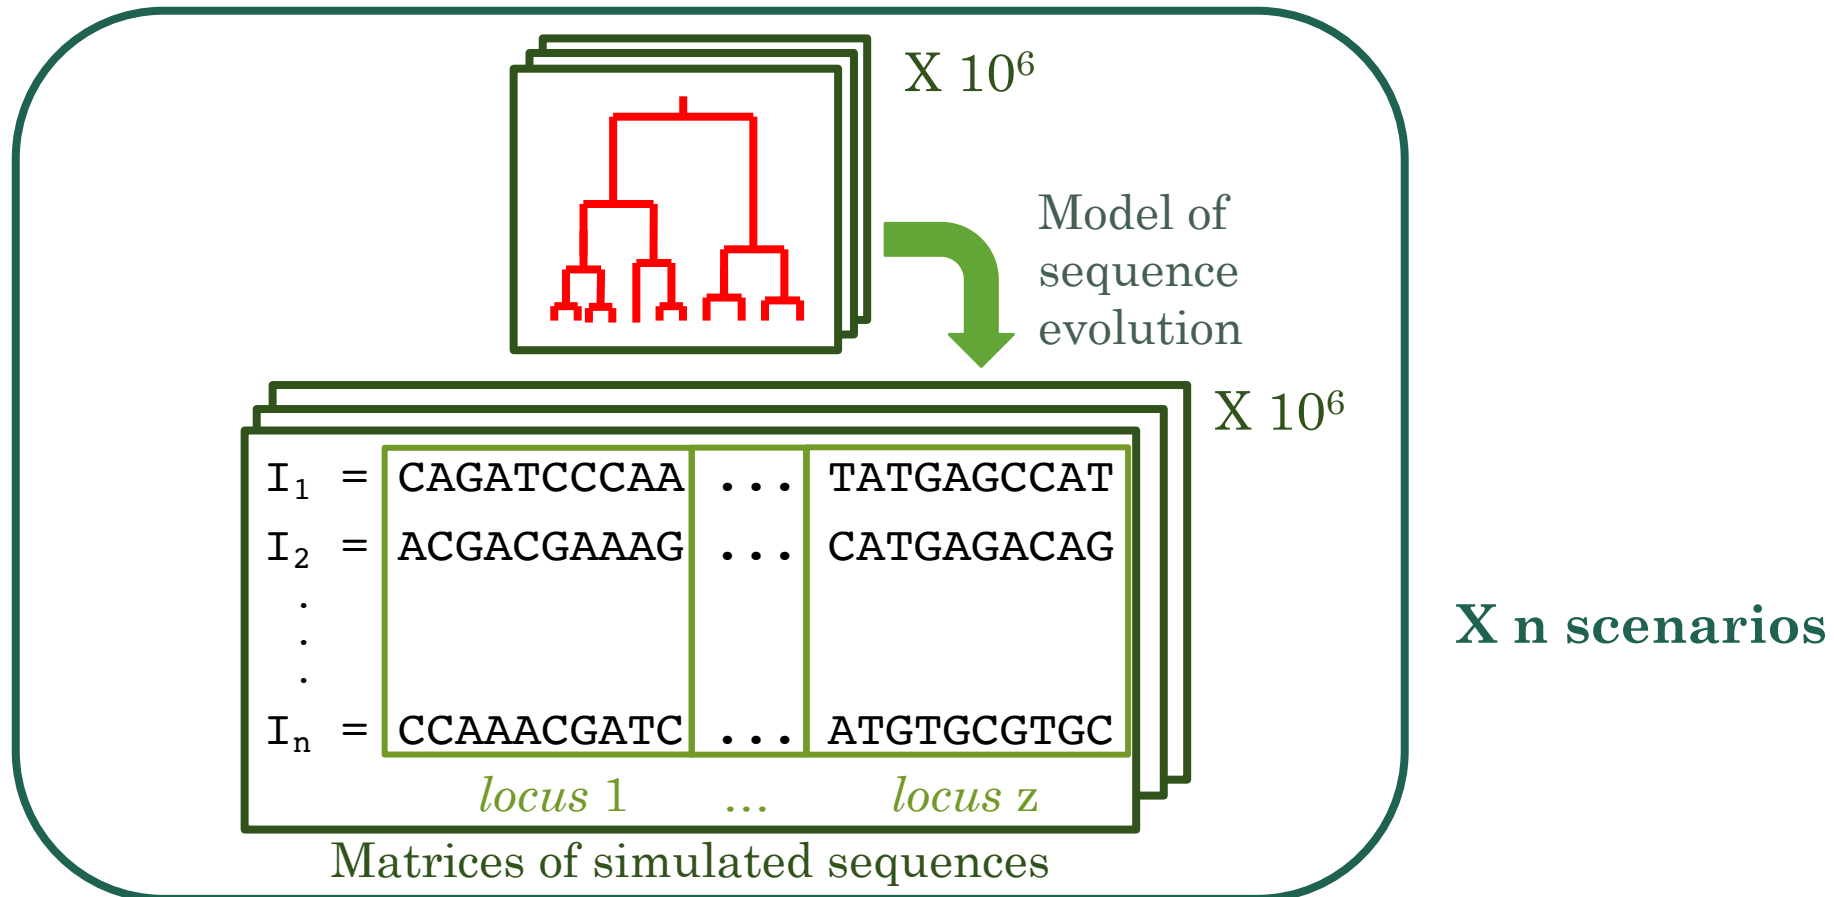 X 10⁶
Model of
sequence
evolution
X 10⁶
I₁ = CAGATCCCAA ... TATGAGCCAT
I₂ = ACGACGAAAG ... CATGAGACAG
.
.
.
Iₙ = CCAAACGATC ... ATGTGCGTGC
locus 1 ... locus z
Matrices of simulated sequences
X n scenarios